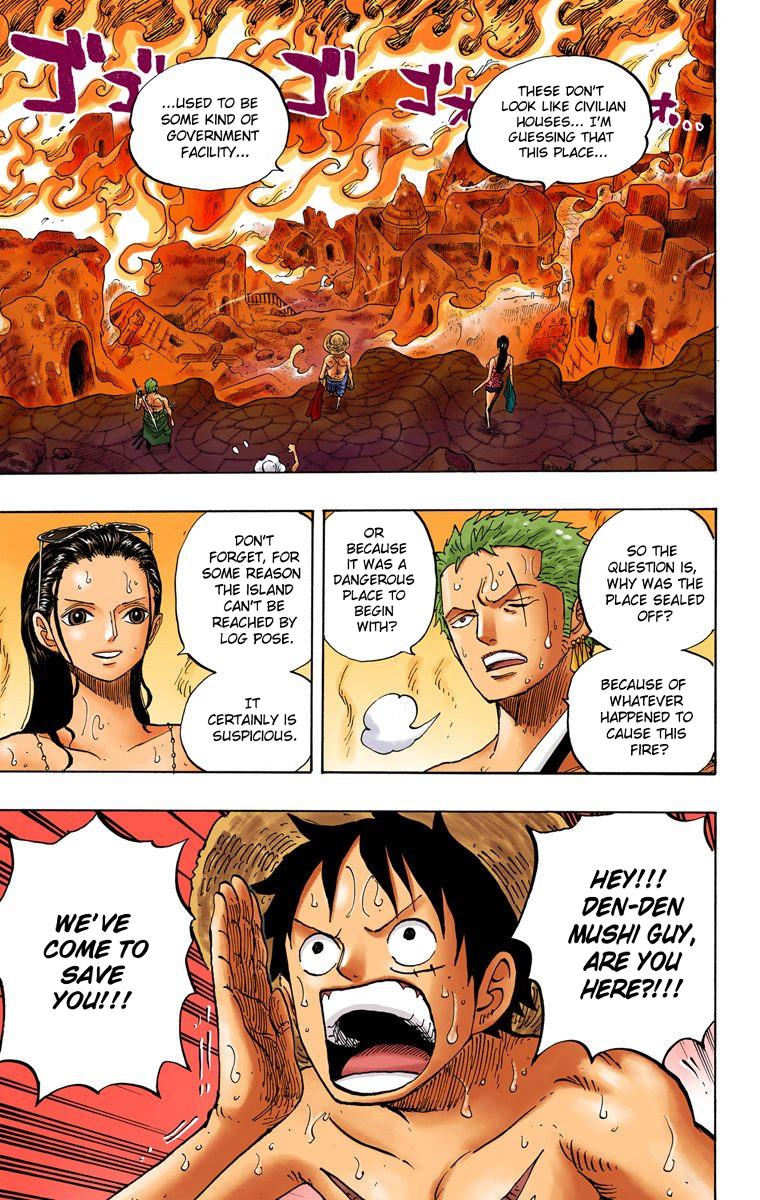 THESE DON'T
LOOK LIKE CIVILIAN
HOUSES... I'M
GUESSING THAT
THIS PLACE...
...USED TO BE
SOME KIND OF
GOVERNMENT
FACILITY...
ゴゴゴゴオオ...
SO THE
QUESTION IS,
WHY WAS THE
PLACE SEALED
OFF?
BECAUSE OF
WHATEVER
HAPPENED TO
CAUSE THIS
FIRE?
OR
BECAUSE
IT WAS A
DANGEROUS
PLACE TO
BEGIN
WITH?
DON'T
FORGET, FOR
SOME REASON
THE ISLAND
CAN'T BE
REACHED BY
LOG POSE.
IT
CERTAINLY IS
SUSPICIOUS.
HEY!!!
DEN-DEN
MUSHI GUY,
ARE YOU
HERE?!!!
WE'VE
COME TO
SAVE
YOU!!!